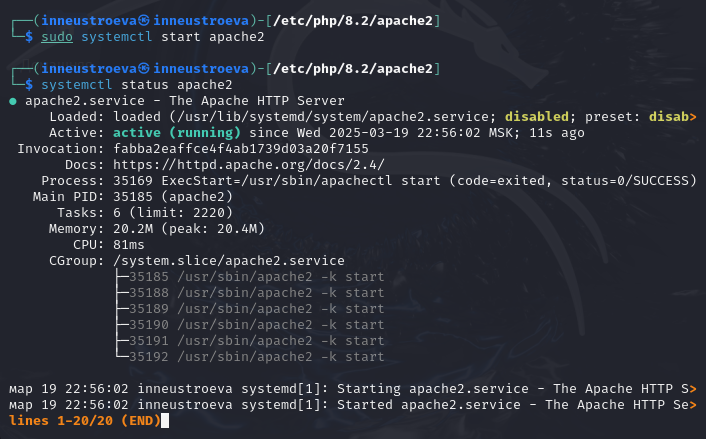 ┌──(inneustroeva㉿inneustroeva)-[/etc/php/8.2/apache2]
└─$ sudo systemctl start apache2
┌──(inneustroeva㉿inneustroeva)-[/etc/php/8.2/apache2]
└─$ systemctl status apache2
● apache2.service - The Apache HTTP Server
     Loaded: loaded (/usr/lib/systemd/system/apache2.service; disabled; preset: disab>
     Active: active (running) since Wed 2025-03-19 22:56:02 MSK; 11s ago
 Invocation: fabba2eaffce4f4ab1739d03a20f7155
       Docs: https://httpd.apache.org/docs/2.4/
    Process: 35169 ExecStart=/usr/sbin/apachectl start (code=exited, status=0/SUCCESS)
   Main PID: 35185 (apache2)
      Tasks: 6 (limit: 2220)
     Memory: 20.2M (peak: 20.4M)
        CPU: 81ms
     CGroup: /system.slice/apache2.service
             ├─35185 /usr/sbin/apache2 -k start
             ├─35188 /usr/sbin/apache2 -k start
             ├─35189 /usr/sbin/apache2 -k start
             ├─35190 /usr/sbin/apache2 -k start
             ├─35191 /usr/sbin/apache2 -k start
             └─35192 /usr/sbin/apache2 -k start
мар 19 22:56:02 inneustroeva systemd[1]: Starting apache2.service - The Apache HTTP S>
мар 19 22:56:02 inneustroeva systemd[1]: Started apache2.service - The Apache HTTP Se>
lines 1-20/20 (END)